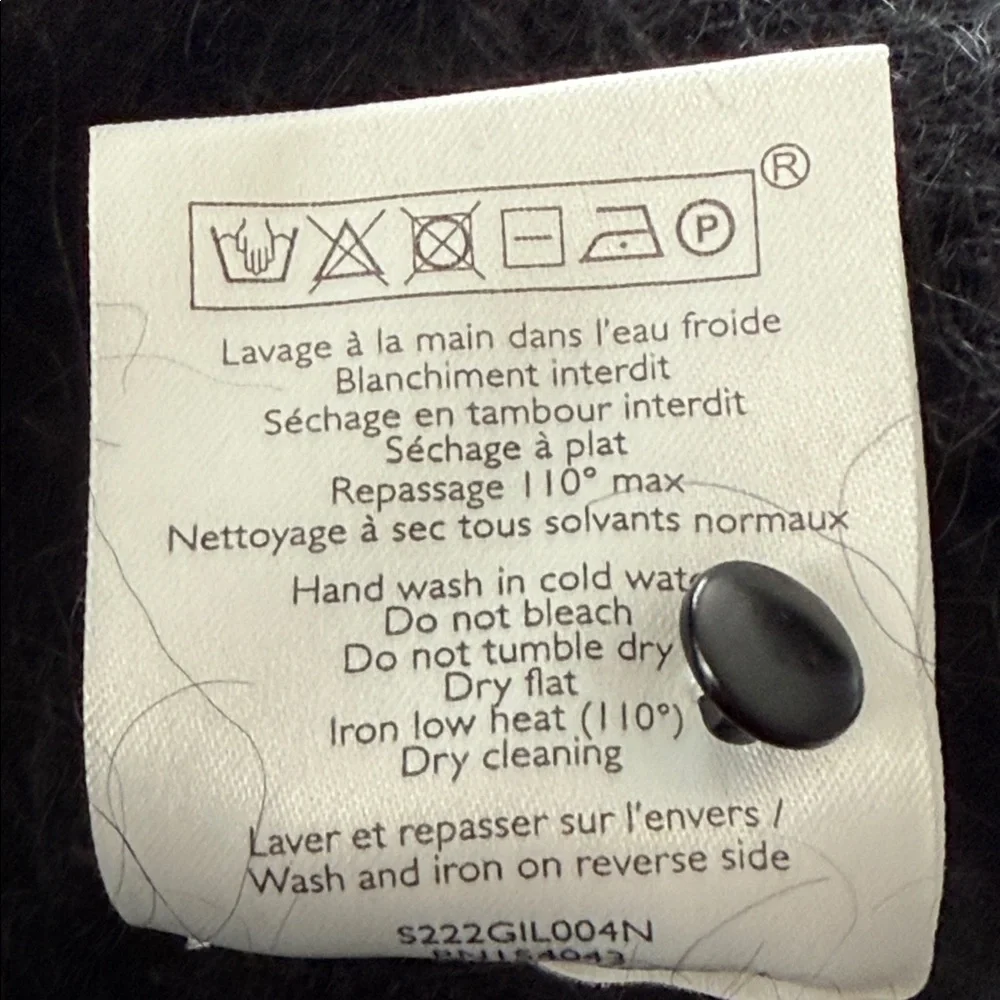 ®
P
Lavage à la main dans l'eau froide
Blanchiment interdit
Séchage en tambour interdit
Séchage à plat
Repassage 110° max
Nettoyage à sec tous solvants normaux
Hand wash in cold
Do not bleach
Do not tumble dry
Dry flat
Iron low heat (110°)
Dry cleaning
Laver et repasser sur l'envers /
Wash and iron on reverse side
S222GIL004N